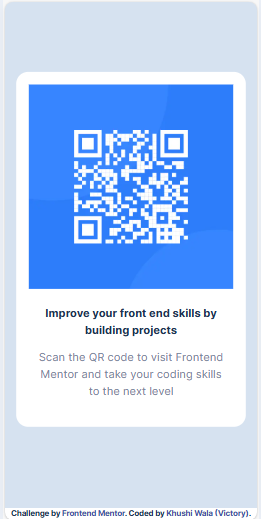 Improve your front end skills by
building projects
Scan the QR code to visit Frontend
Mentor and take your coding skills
to the next level
Challenge by Frontend Mentor. Coded by Khushi Wala (Victory).